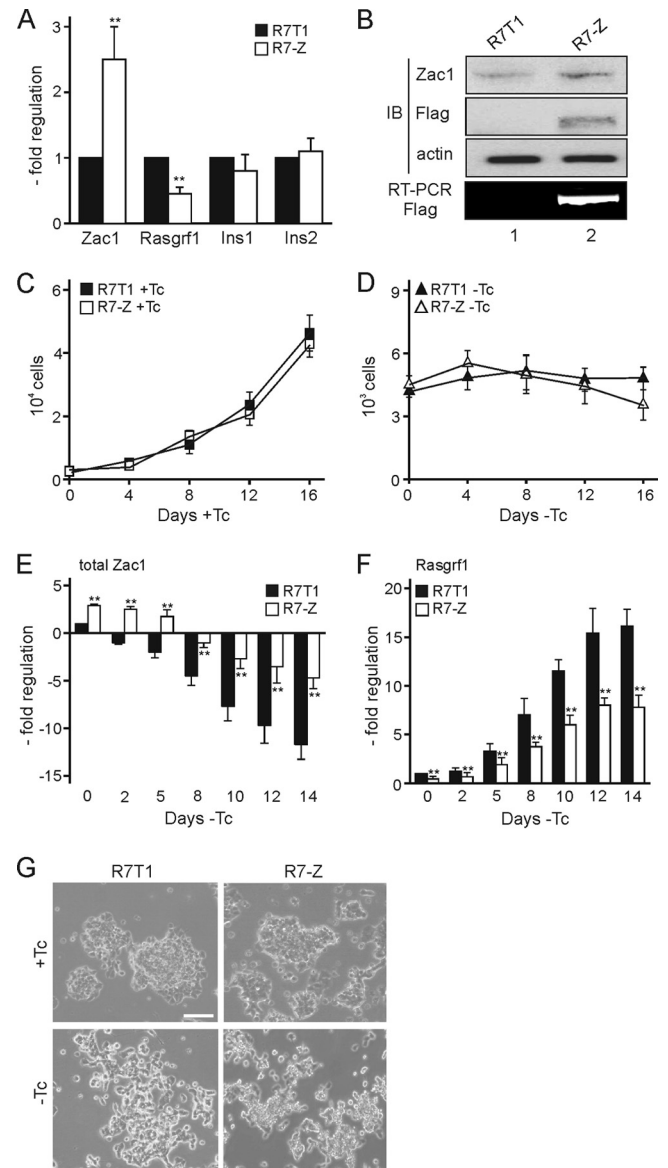 A
R7T1
R7-Z
- fold regulation
3
2
1
0
**
**
Zac1 Rasgrf1 Ins1 Ins2
B
R7T1 R7-Z
IB
Zac1
Flag
actin
RT-PCR
Flag
1 2
C
R7T1 +Tc
R7-Z +Tc
10⁴ cells
6
4
2
0
0 4 8 12 16
Days +Tc
D
R7T1 -Tc
R7-Z -Tc
10³ cells
9
6
3
0
0 4 8 12 16
Days -Tc
E
total Zac1
R7T1
R7-Z
- fold regulation
5
0
-5
-10
-15
** ** ** ** ** ** **
0 2 5 8 10 12 14
Days -Tc
F
Rasgrf1
R7T1
R7-Z
- fold regulation
20
15
10
5
0
** ** ** ** ** ** **
0 2 5 8 10 12 14
Days -Tc
G
R7T1 R7-Z
+Tc
-Tc